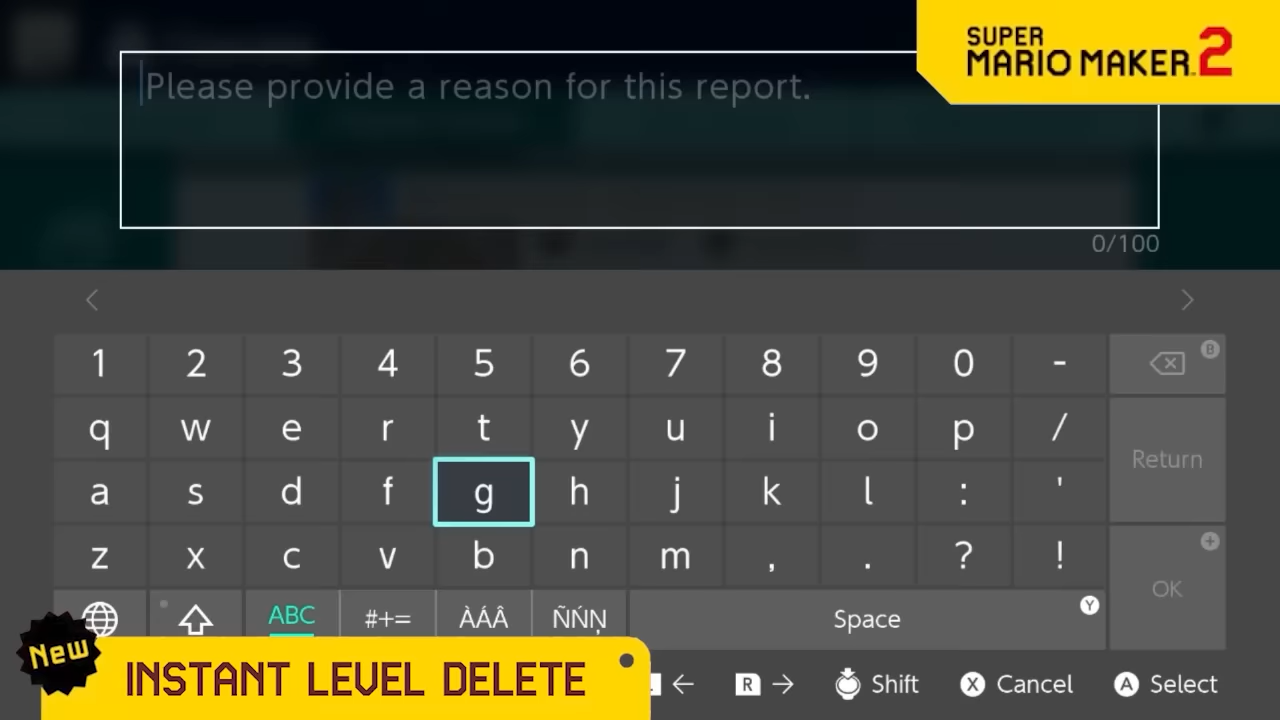 SUPER
MARIO MAKER 2
Please provide a reason for this report.
0/100
1 2 3 4 5 6 7 8 9 0 - B
q w e r t y u i o p / Return
a s d f g h j k l : '
z x c v b n m , . ? ! + OK
ABC #+= ÀÁÂ ÑŃŅ Space Y
New INSTANT LEVEL DELETE
← R → Shift X Cancel A Select